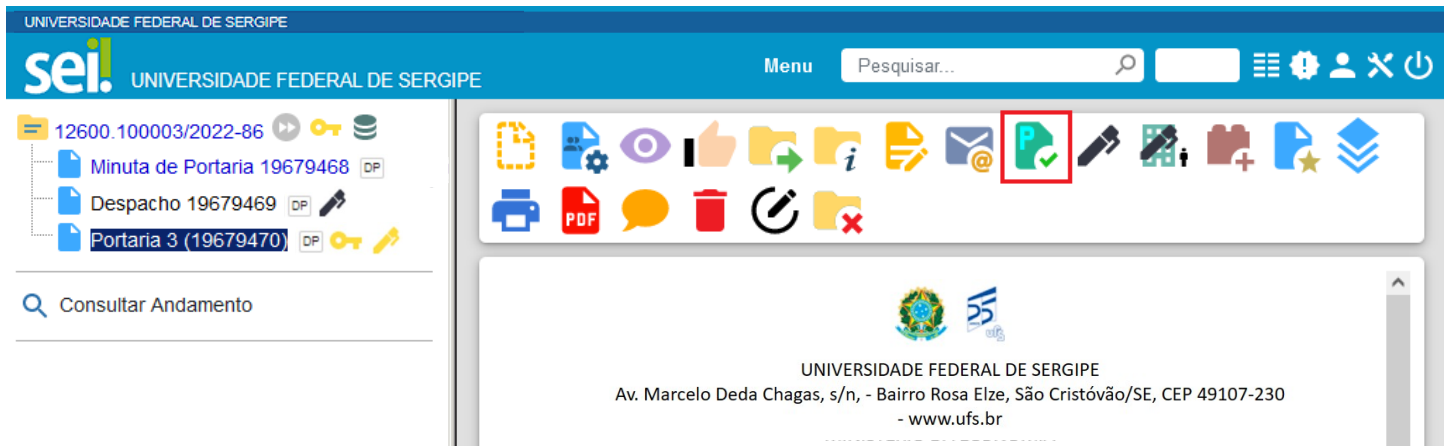 UNIVERSIDADE FEDERAL DE SERGIPE
sei!
UNIVERSIDADE FEDERAL DE SERGIPE
Menu
Pesquisar...
12600.100003/2022-86
Minuta de Portaria 19679468 DP
Despacho 19679469 DP
Portaria 3 (19679470) DP
Consultar Andamento
i
@
P
PDF
55
ufs
UNIVERSIDADE FEDERAL DE SERGIPE
Av. Marcelo Deda Chagas, s/n, - Bairro Rosa Elze, São Cristóvão/SE, CEP 49107-230
- www.ufs.br